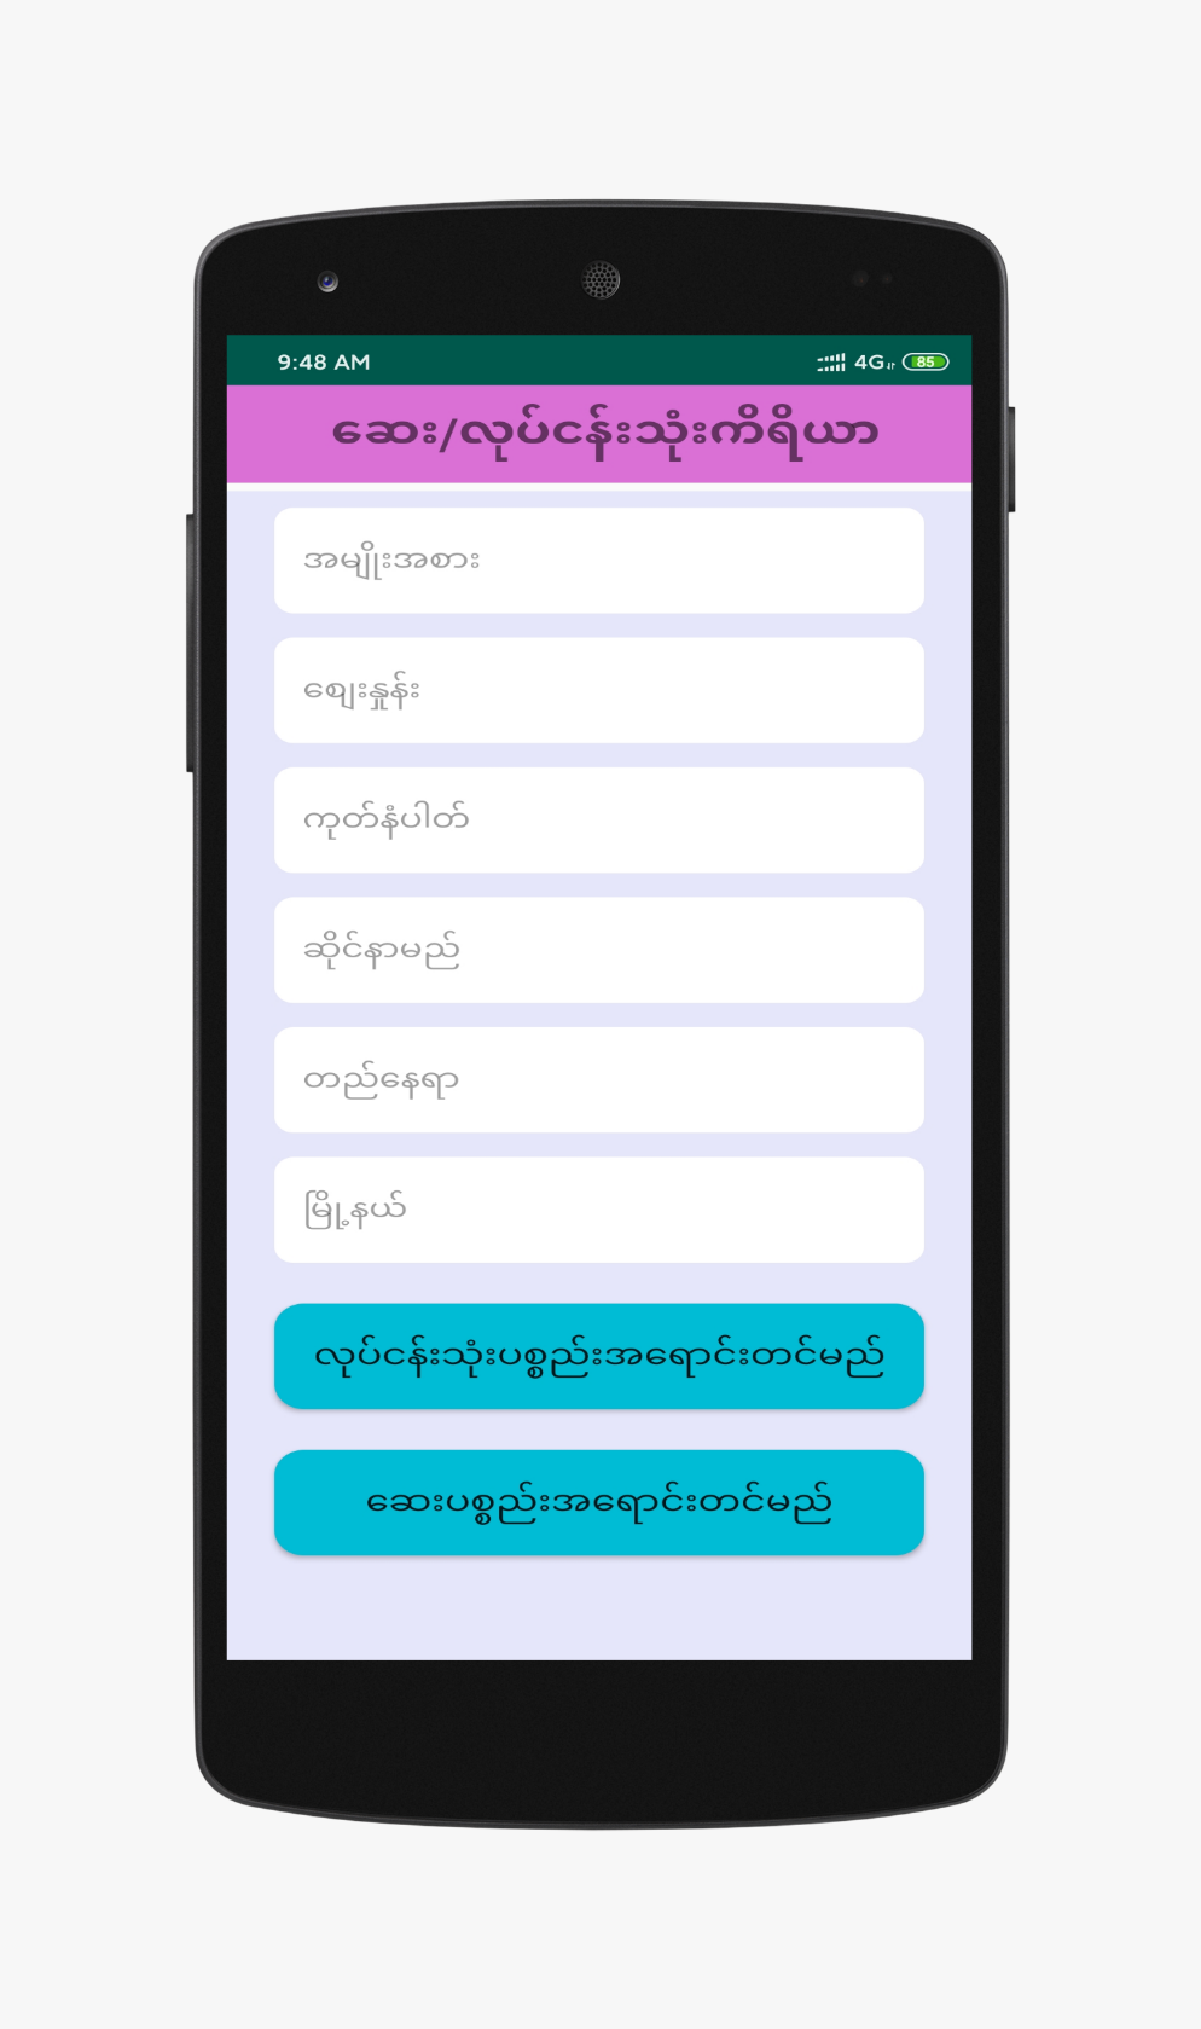 9:48 AM 4G 85
ဆေး/လုပ်ငန်းသုံးကိရိယာ
အမျိုးအစား
စျေးနှုန်း
ကုတ်နံပါတ်
ဆိုင်နာမည်
တည်နေရာ
မြို့နယ်
လုပ်ငန်းသုံးပစ္စည်းအရောင်းတင်မည်
ဆေးပစ္စည်းအရောင်းတင်မည်